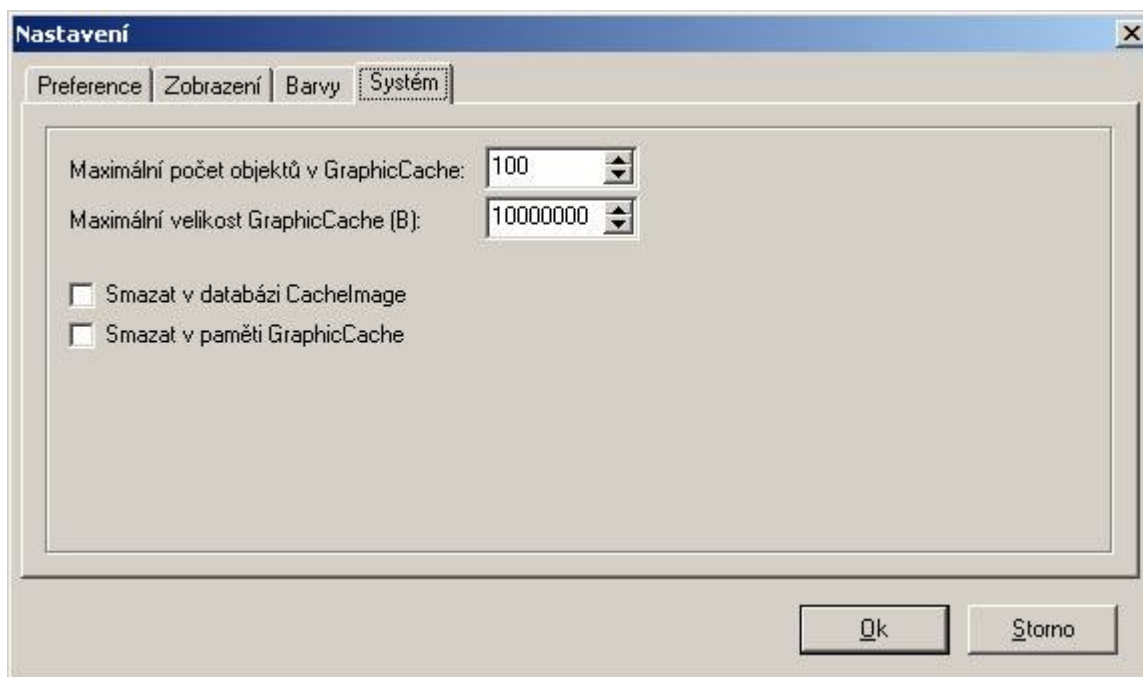 Nastavení
Preference Zobrazení Barvy Systém
Maximální počet objektů v GraphicCache: 100
Maximální velikost GraphicCache (B): 10000000
Smazat v databázi CacheImage
Smazat v paměti GraphicCache
Ok Storno